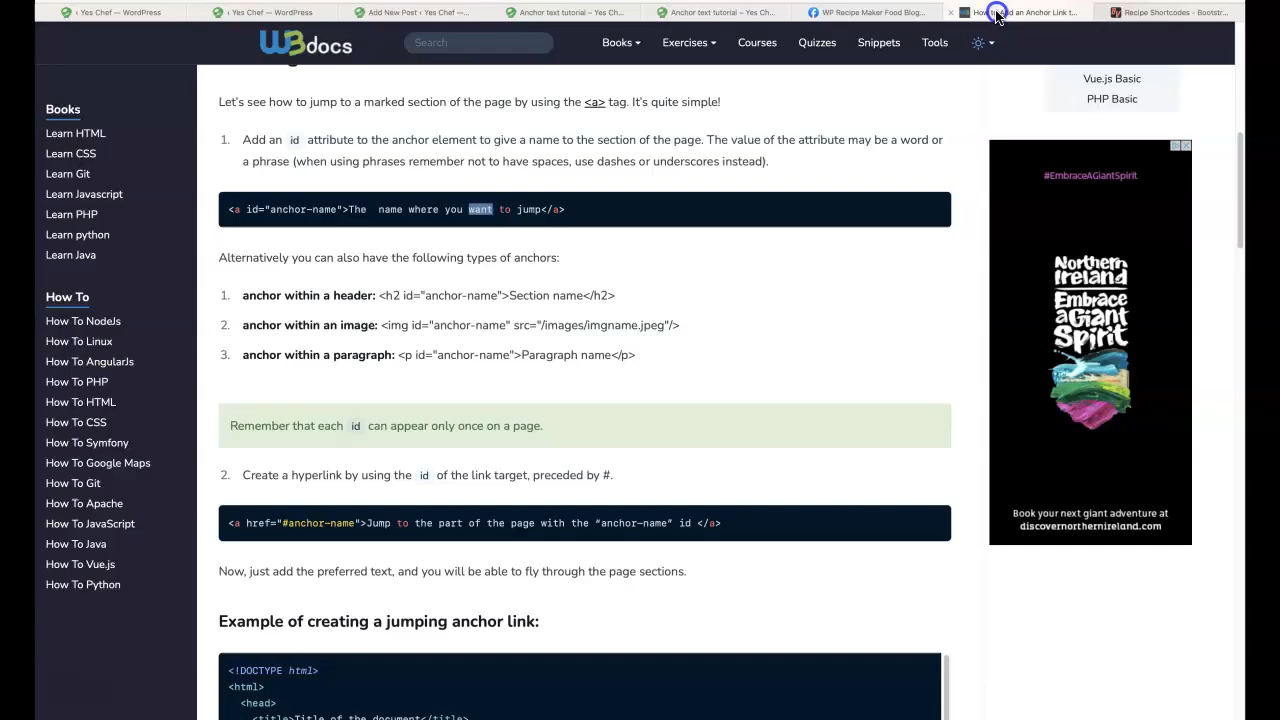 ‹ Yes Chef — WordPress
‹ Yes Chef — WordPress
Add New Post ‹ Yes Chef —...
Anchor text tutorial – Yes Ch...
Anchor text tutorial – Yes Ch...
WP Recipe Maker Food Blog...
How to Add an Anchor Link t...
Recipe Shortcodes - Bootstr...
W3docs
Search
Books
Exercises
Courses
Quizzes
Snippets
Tools
Books
Learn HTML
Learn CSS
Learn Git
Learn Javascript
Learn PHP
Learn python
Learn Java
How To
How To NodeJs
How To Linux
How To AngularJs
How To PHP
How To HTML
How To CSS
How To Symfony
How To Google Maps
How To Git
How To Apache
How To JavaScript
How To Java
How To Vue.js
How To Python
Let's see how to jump to a marked section of the page by using the <a> tag. It's quite simple!
1. Add an id attribute to the anchor element to give a name to the section of the page. The value of the attribute may be a word or
a phrase (when using phrases remember not to have spaces, use dashes or underscores instead).
<a id="anchor-name">The  name where you want to jump</a>
Alternatively you can also have the following types of anchors:
1. anchor within a header: <h2 id="anchor-name">Section name</h2>
2. anchor within an image: <img id="anchor-name" src="/images/imgname.jpeg"/>
3. anchor within a paragraph: <p id="anchor-name">Paragraph name</p>
Remember that each id can appear only once on a page.
2. Create a hyperlink by using the id of the link target, preceded by #.
<a href="#anchor-name">Jump to the part of the page with the “anchor-name” id </a>
Now, just add the preferred text, and you will be able to fly through the page sections.
Example of creating a jumping anchor link:
<!DOCTYPE html>
<html>
<head>
<title>Title of the document</title>
Vue.js Basic
PHP Basic
#EmbraceAGiantSpirit
Northern
Ireland
Embrace
a Giant
Spirit
Book your next giant adventure at
discovernorthernireland.com